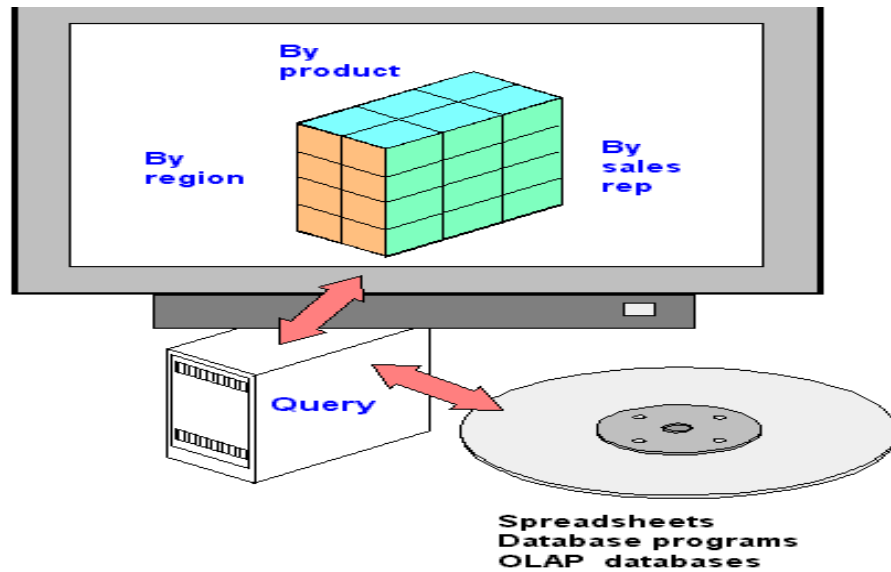 By
product
By
region
By
sales
rep
Query
Spreadsheets
Database programs
OLAP databases